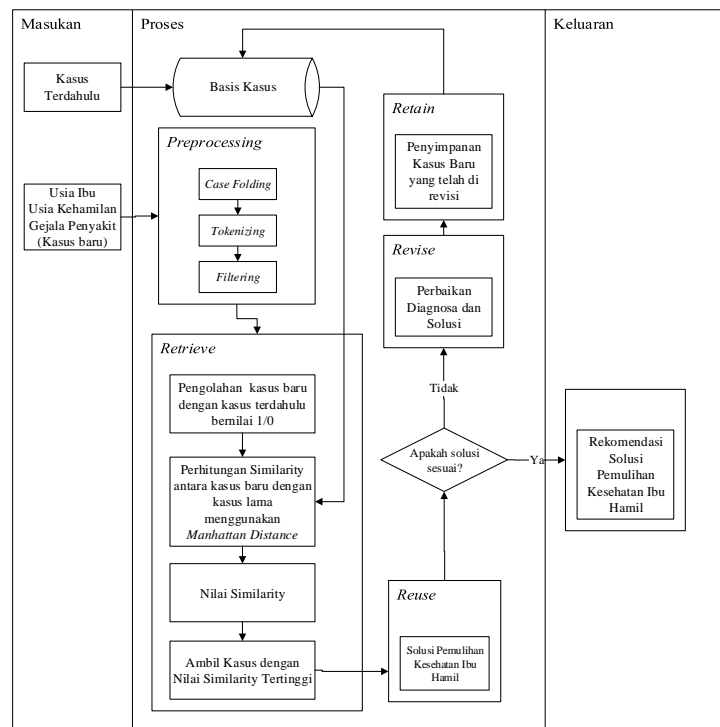 Masukan
Proses
Keluaran
Kasus
Terdahulu
Basis Kasus
Usia Ibu
Usia Kehamilan
Gejala Penyakit
(Kasus baru)
Preprocessing
Case Folding
Tokenizing
Filtering
Retrieve
Pengolahan kasus baru
dengan kasus terdahulu
bernilai 1/0
Perhitungan Similarity
antara kasus baru dengan
kasus lama
menggunakan
Manhattan Distance
Nilai Similarity
Ambil Kasus dengan
Nilai Similarity Tertinggi
Reuse
Solusi Pemulihan
Kesehatan Ibu
Hamil
Apakah solusi
sesuai?
Tidak
Ya
Revise
Perbaikan
Diagnosa dan
Solusi
Retain
Penyimpanan
Kasus Baru
yang telah di
revisi
Rekomendasi
Solusi
Pemulihan
Kesehatan Ibu
Hamil